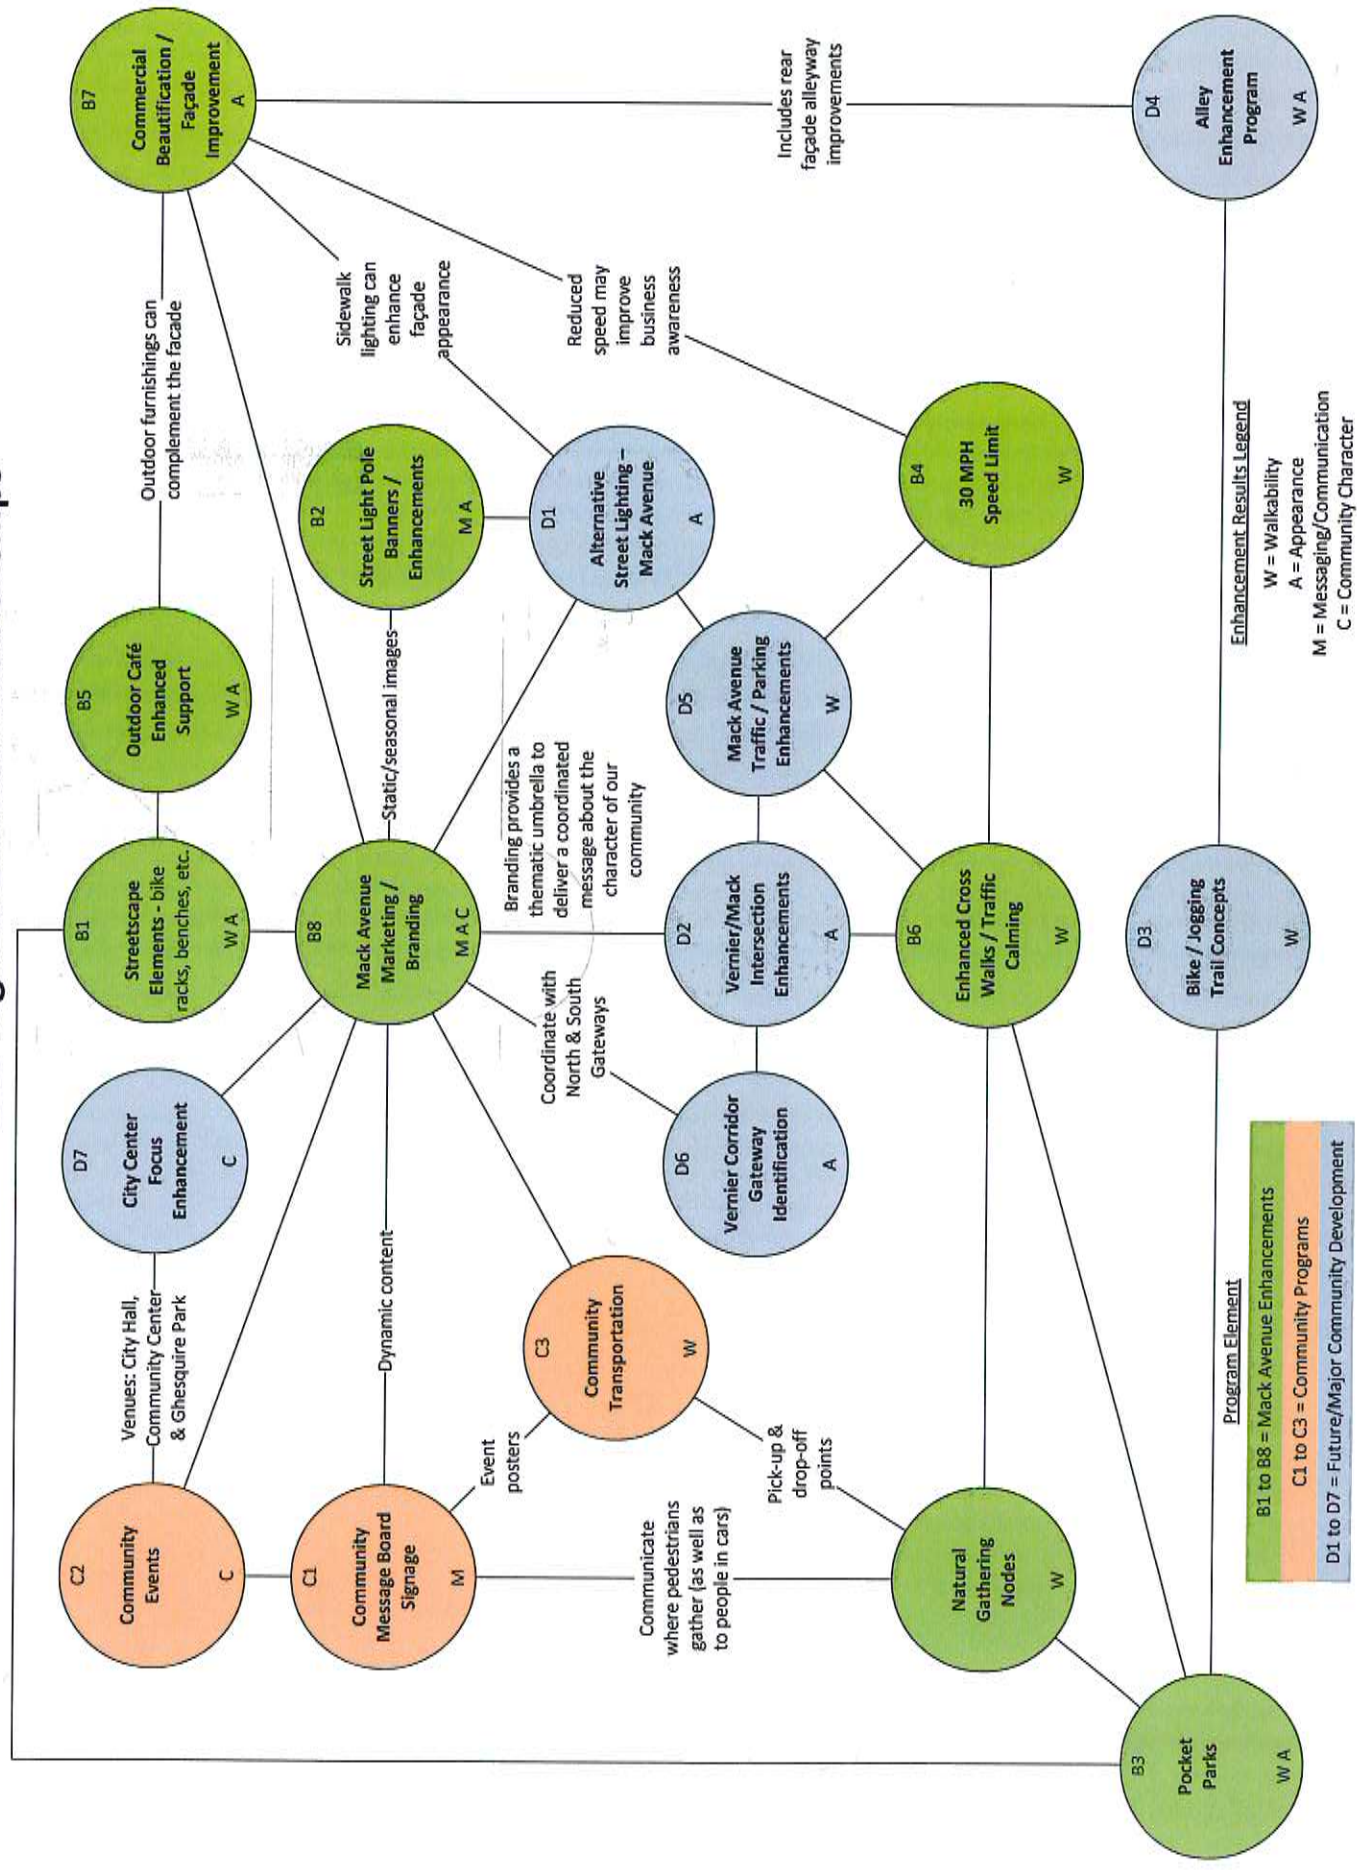 C2
Community
Events
C
Venues: City Hall,
Community Center
& Ghesquire Park
D7
City Center
Focus
Enhancement
C
B1
Streetscape
Elements - bike
racks, benches, etc.
W A
B5
Outdoor Café
Enhanced
Support
W A
Outdoor furnishings can
complement the facade
B7
Commercial
Beautification /
Façade
Improvement
A
C1
Community
Message Board
Signage
M
Dynamic content
B8
Mack Avenue
Marketing /
Branding
M A C
Static/seasonal images
B2
Street Light Pole
Banners /
Enhancements
M A
Sidewalk
lighting can
enhance
façade
appearance
Event
posters
C3
Community
Transportation
W
Coordinate with
North & South
Gateways
Branding provides a
thematic umbrella to
deliver a coordinated
message about the
character of our
community
D1
Alternative
Street Lighting –
Mack Avenue
A
Reduced
speed may
improve
business
awareness
Communicate
where pedestrians
gather (as well as
to people in cars)
Pick-up &
drop-off
points
D6
Vernier Corridor
Gateway
Identification
A
D2
Vernier/Mack
Intersection
Enhancements
A
D5
Mack Avenue
Traffic / Parking
Enhancements
W
Includes rear
façade alleyway
improvements
Natural
Gathering
Nodes
W
B6
Enhanced Cross
Walks / Traffic
Calming
W
B4
30 MPH
Speed Limit
W
B3
Pocket
Parks
W A
D3
Bike / Jogging
Trail Concepts
W
D4
Alley
Enhancement
Program
W A
Program Element
B1 to B8 = Mack Avenue Enhancements
C1 to C3 = Community Programs
D1 to D7 = Future/Major Community Development
Enhancement Results Legend
W = Walkability
A = Appearance
M = Messaging/Communication
C = Community Character